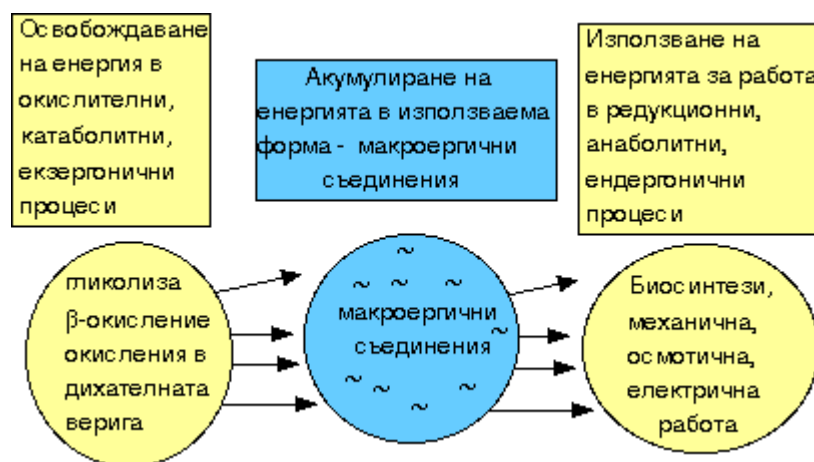 Освобождаване
на енергия в
окислителни,
катаболитни,
екзергонични
процеси
Акумулиране на
енергията в използваема
форма - макроергични
съединения
Използване на
енергията за работа
в редукционни,
анаболитни,
ендергонични
процеси
гликолиза
β-окисление
окисления в
дихателната
верига
~
~ ~ ~
макроергични
~
съединения
~ ~ ~
~
Биосинтези,
механична,
осмотична,
електрична
работа